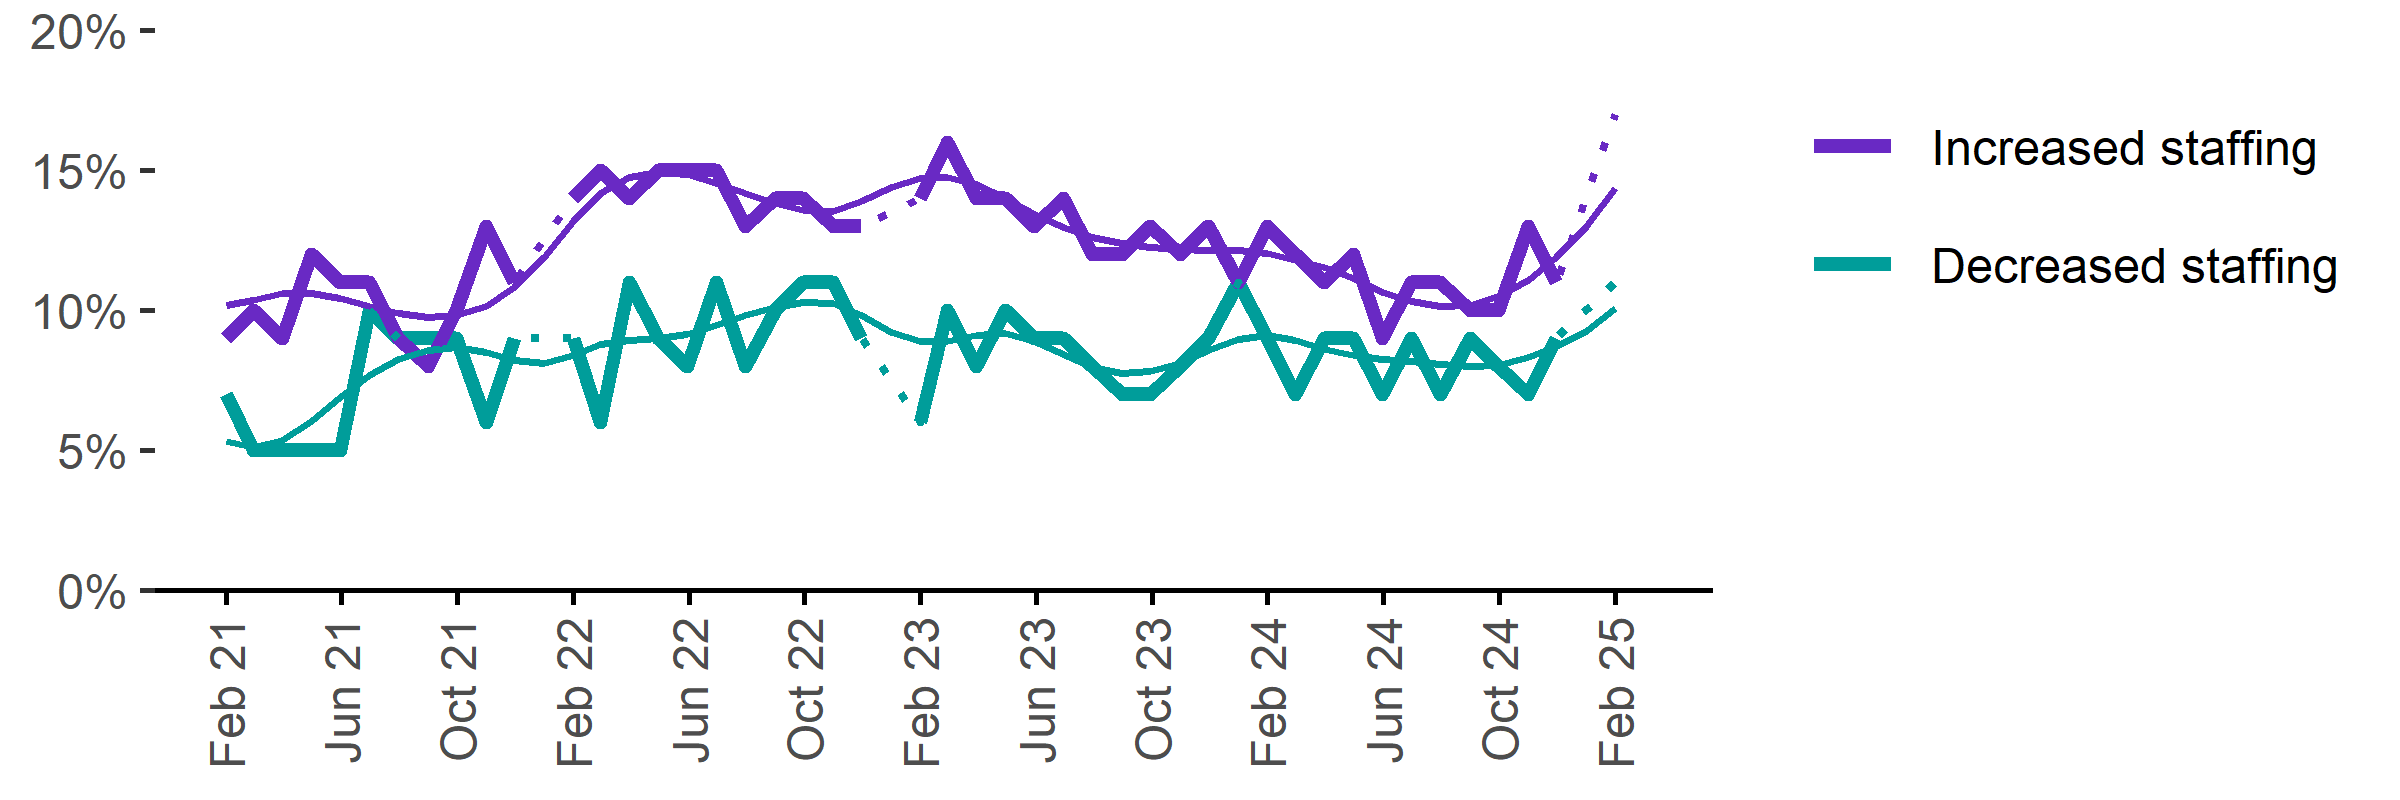 20%
15%
10%
5%
0%
Feb 21
Jun 21
Oct 21
Feb 22
Jun 22
Oct 22
Feb 23
Jun 23
Oct 23
Feb 24
Jun 24
Oct 24
Feb 25
Increased staffing
Decreased staffing